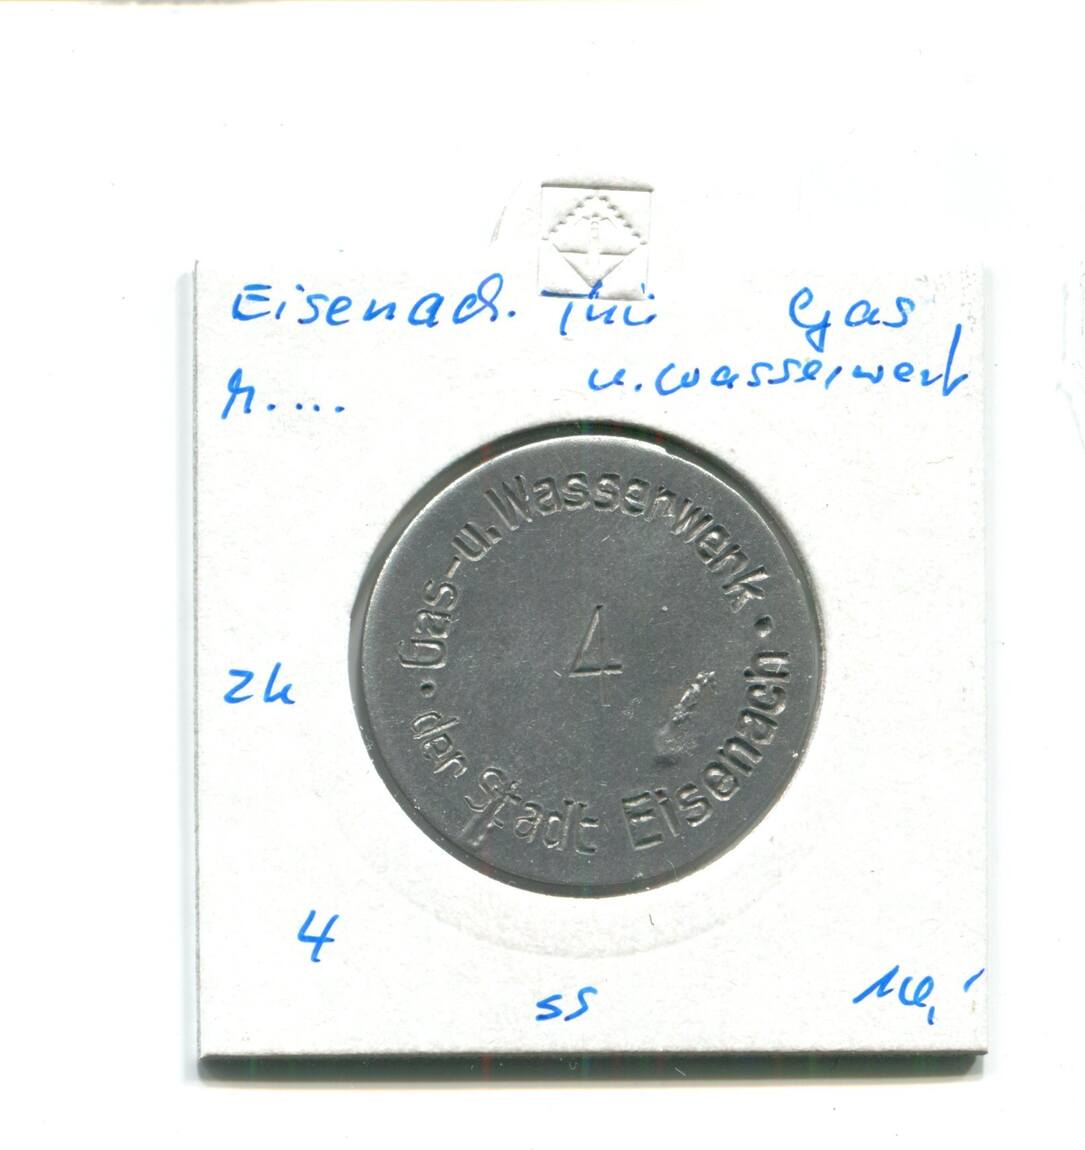 Eisenach. Thü Gas
u. Wasserwerk
Gas-u. Wasserwerk
4
der Stadt Eisenach
zk
4
ss